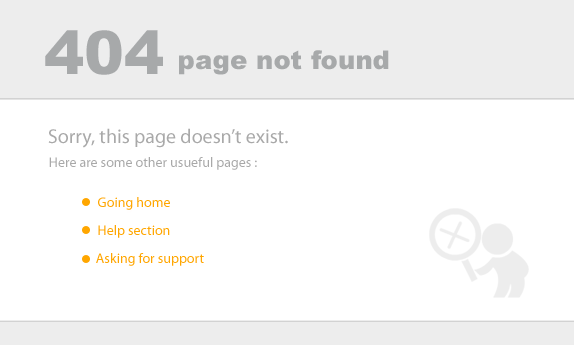 404 page not found
Sorry, this page doesn't exist.
Here are some other usueful pages :
Going home
Help section
Asking for support